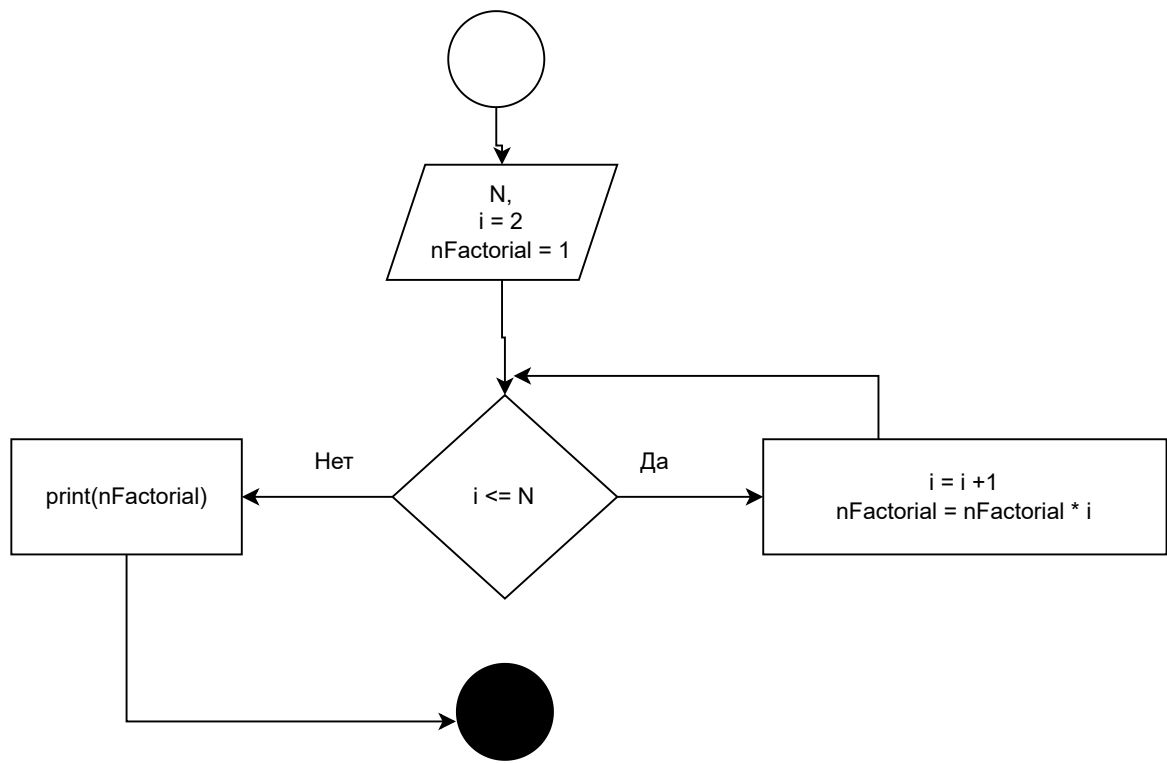 N,
i = 2
nFactorial = 1
Нет
Да
print(nFactorial)
i <= N
i = i +1
nFactorial = nFactorial * i